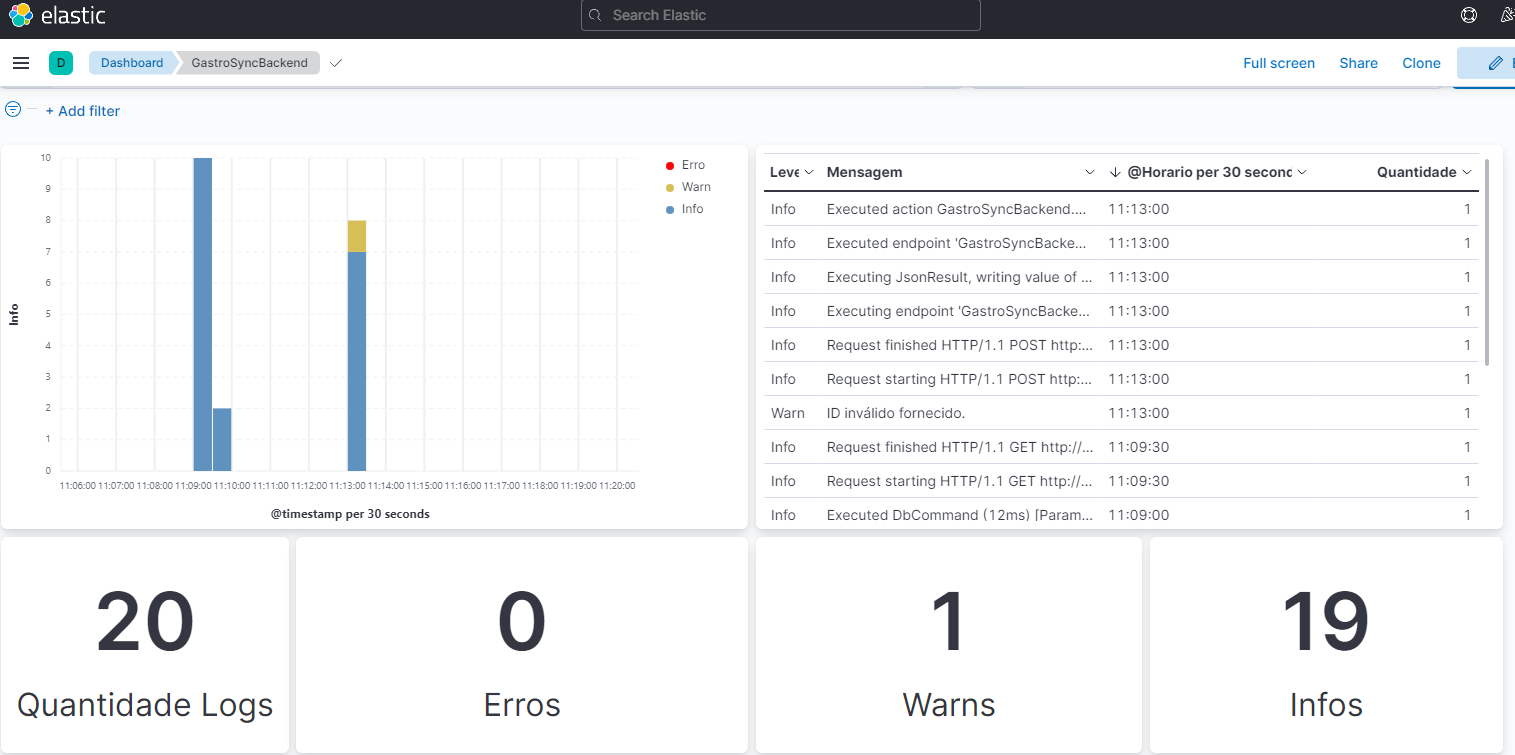 elastic
Search Elastic
D
Dashboard
GastroSyncBackend
Full screen
Share
Clone
+ Add filter
10
9
8
7
6
5
4
3
2
1
0
Info
11:06:00 11:07:00 11:08:00 11:09:00 11:10:00 11:11:00 11:12:00 11:13:00 11:14:00 11:15:00 11:16:00 11:17:00 11:18:00 11:19:00 11:20:00
@timestamp per 30 seconds
Erro
Warn
Info
Leve Mensagem @Horario per 30 secon Quantidade
Info Executed action GastroSyncBackend.... 11:13:00 1
Info Executed endpoint 'GastroSyncBacke... 11:13:00 1
Info Executing JsonResult, writing value of ... 11:13:00 1
Info Executing endpoint 'GastroSyncBacke... 11:13:00 1
Info Request finished HTTP/1.1 POST http:... 11:13:00 1
Info Request starting HTTP/1.1 POST http:... 11:13:00 1
Warn ID inválido fornecido. 11:13:00 1
Info Request finished HTTP/1.1 GET http://... 11:09:30 1
Info Request starting HTTP/1.1 GET http://... 11:09:30 1
Info Executed DbCommand (12ms) [Param... 11:09:00 1
20
Quantidade Logs
0
Erros
1
Warns
19
Infos